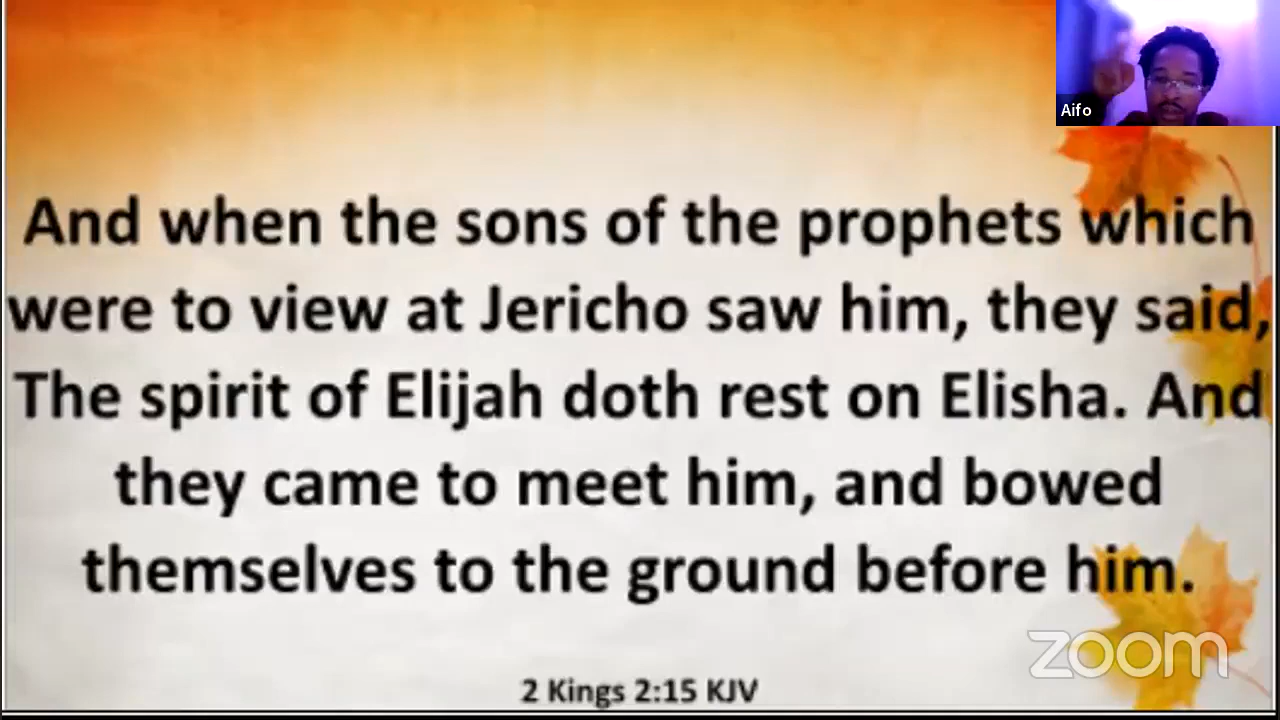 Aifo
And when the sons of the prophets which
were to view at Jericho saw him, they said,
The spirit of Elijah doth rest on Elisha. And
they came to meet him, and bowed
themselves to the ground before him.
zoom
2 Kings 2:15 KJV